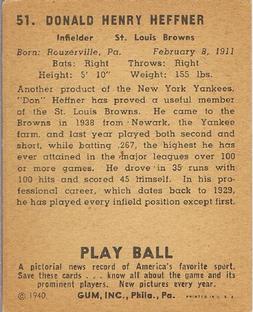 51. DONALD HENRY HEFFNER
Infielder St. Louis Browns
Born: Rouzerville, Pa. February 8, 1911
Bats: Right Throws: Right
Height: 5' 10" Weight: 155 lbs.
Another product of the New York Yankees,
"Don" Heffner has proved a useful member
of the St. Louis Browns. He came to the
Browns in 1938 from Newark, the Yankee
farm, and last year played both second and
short, while batting .267, the highest he has
ever attained in the major leagues over 100
or more games. He drove in 35 runs with
100 hits and scored 45 himself. In his pro-
fessional career, which dates back to 1929,
he has played every infield position except first.
PLAY BALL
A pictorial news record of America's favorite sport.
Save these cards . . . know all about the game and its
prominent players. New pictures every year.
© 1940 GUM, INC., Phila., Pa. PRINTED IN U. S. A.